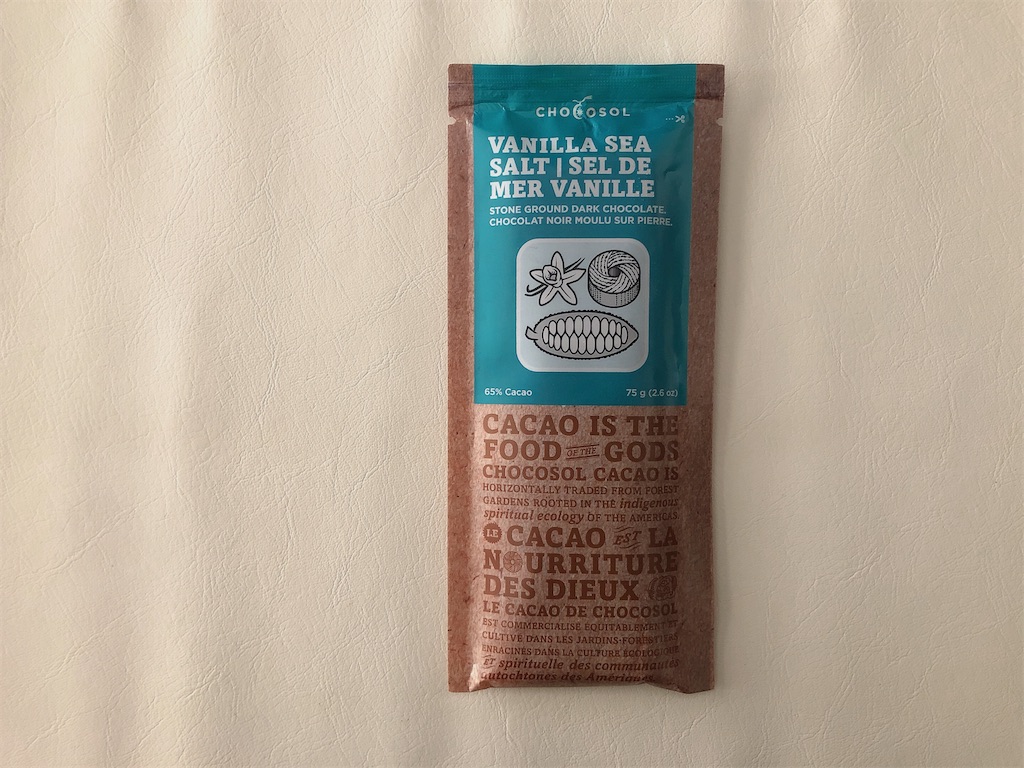 CHOCOSOL
VANILLA SEA
SALT | SEL DE
MER VANILLE
STONE GROUND DARK CHOCOLATE.
CHOCOLAT NOIR MOULU SUR PIERRE.
65% Cacao
75 g (2.6 oz)
CACAO IS THE
FOOD OF THE GODS
CHOCOSOL CACAO IS
HORIZONTALLY TRADED FROM FOREST
GARDENS ROOTED IN THE indigenous
spiritual ecology OF THE AMERICAS
LE CACAO EST LA
NOURRITURE
DES DIEUX
LE CACAO DE CHOCOSOL
EST COMMERCIALISÉ ÉQUITABLEMENT ET
CULTIVÉ DANS LES JARDINS-FORESTIERS
ENRACINÉS DANS LA CULTURE ÉCOLOGIQUE
ET spirituelle des communautés
autochtones des Amériques